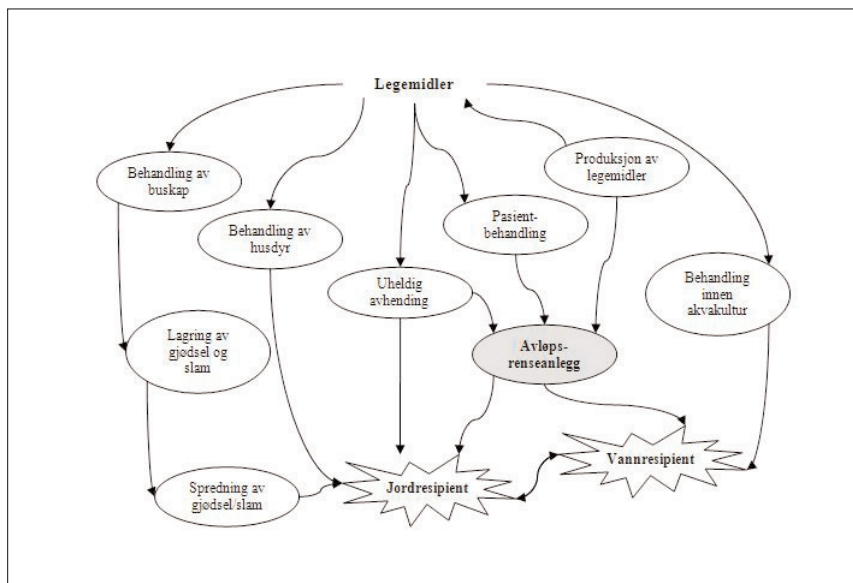 Legemidler
Behandling av
buskap
Produksjon av
legemidler
Behandling av
husdyr
Pasient-
behandling
Uheldig
avhending
Behandling
innen
akvakultur
Lagring av
gjødsel og
slam
Avløps-
renseanlegg
Vannresipient
Spredning av
gjødsel/slam
Jordresipient